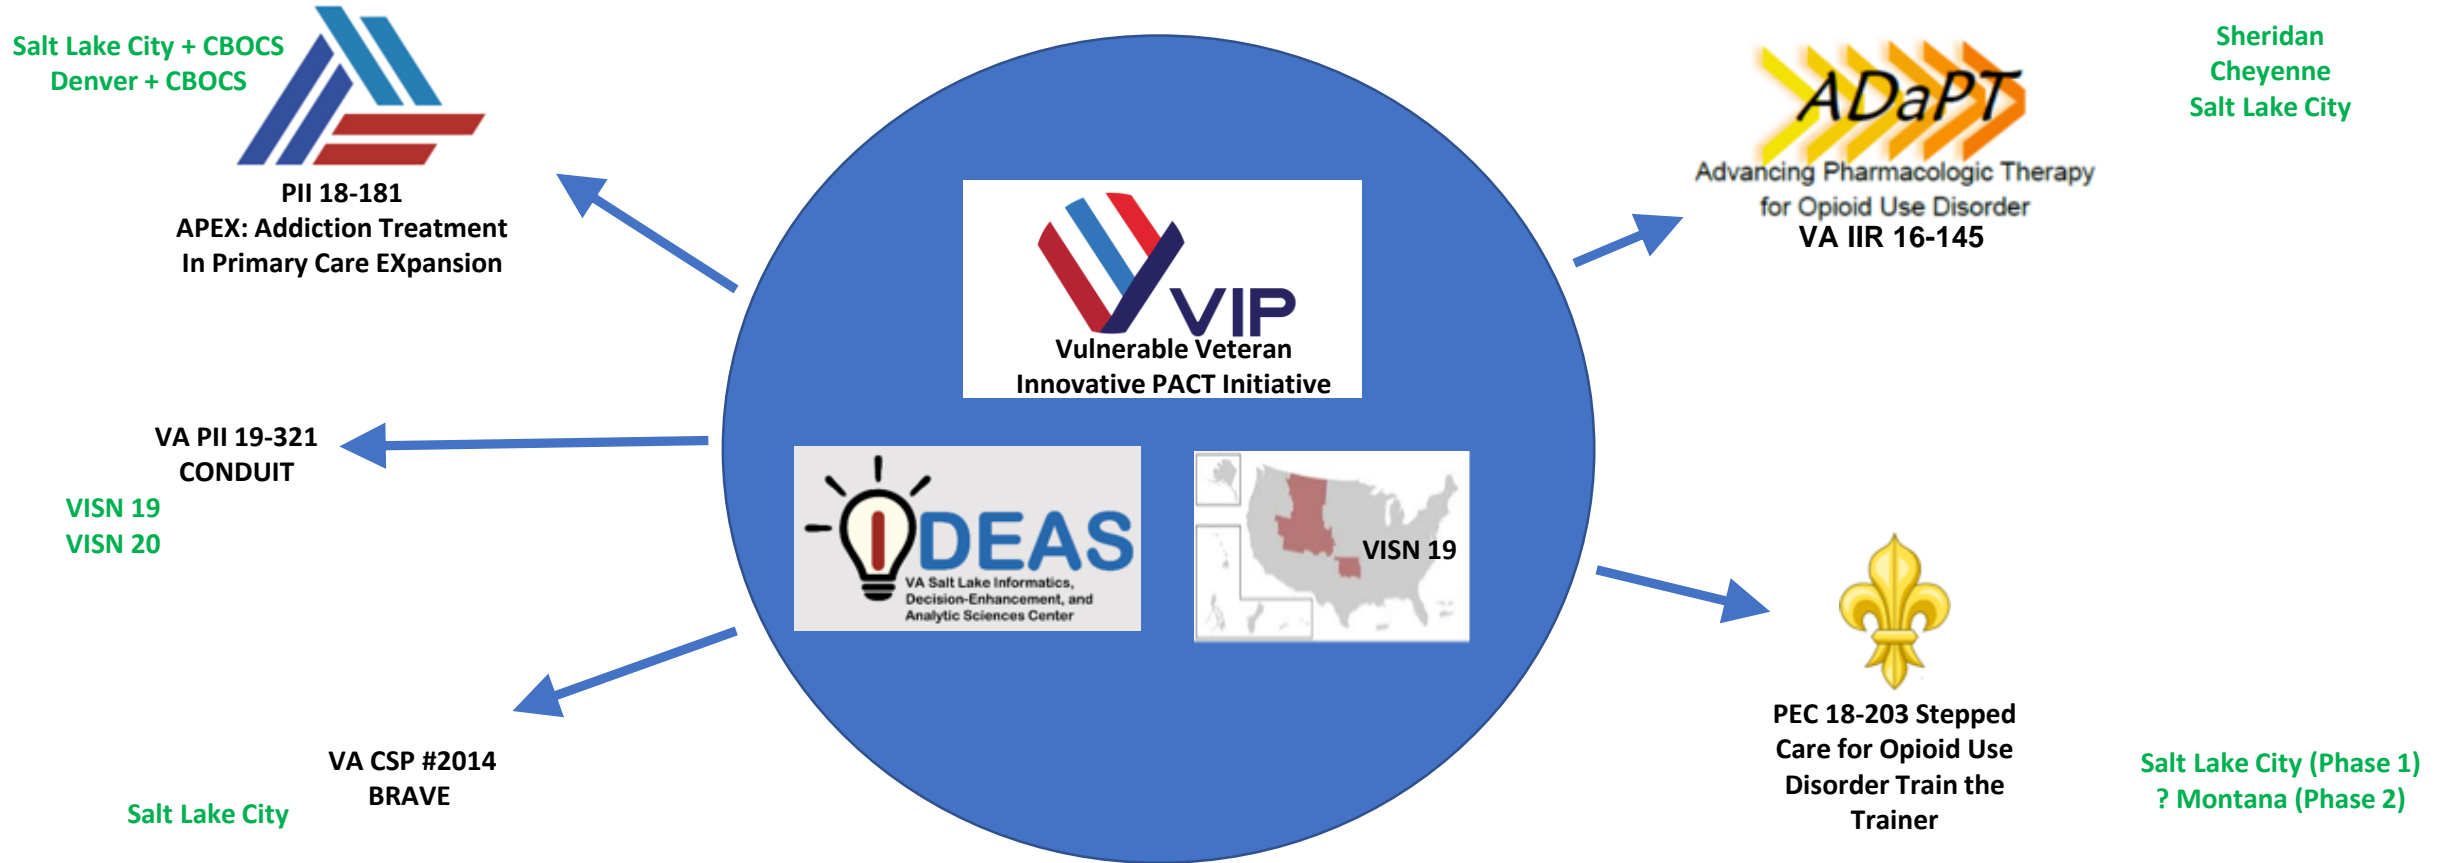 Salt Lake City + CBOCS
Denver + CBOCS
PII 18-181
APEX: Addiction Treatment
In Primary Care EXpansion
VA PII 19-321
CONDUIT
VISN 19
VISN 20
VA CSP #2014
BRAVE
Salt Lake City
VIP
Vulnerable Veteran
Innovative PACT Initiative
IDEAS
VA Salt Lake Informatics,
Decision-Enhancement, and
Analytic Sciences Center
VISN 19
ADaPT
Advancing Pharmacologic Therapy
for Opioid Use Disorder
VA IIR 16-145
Sheridan
Cheyenne
Salt Lake City
PEC 18-203 Stepped
Care for Opioid Use
Disorder Train the
Trainer
Salt Lake City (Phase 1)
? Montana (Phase 2)